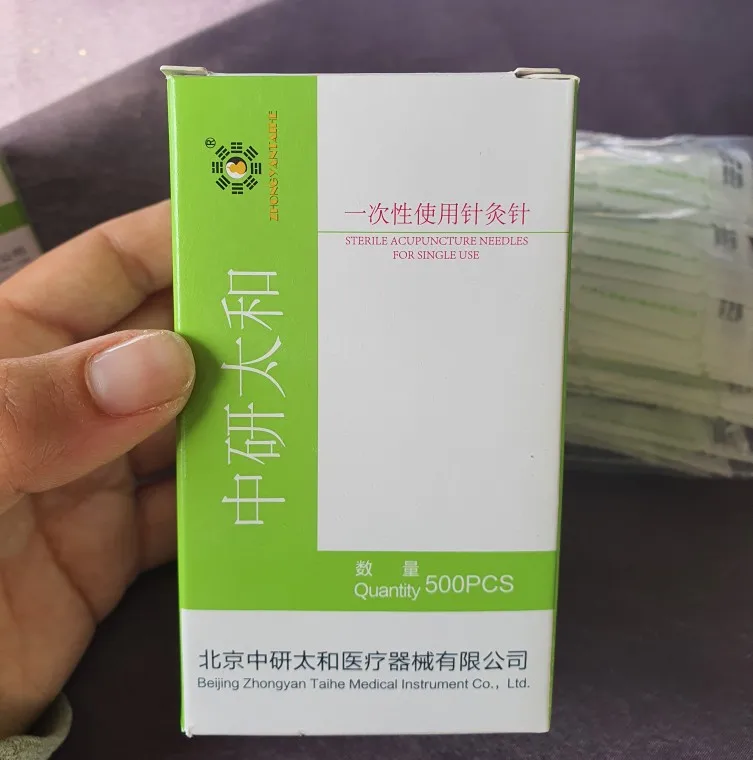 ®
ZHONGYANTAIHE
中研太和
一次性使用针灸针
STERILE ACUPUNCTURE NEEDLES
FOR SINGLE USE
数 量
Quantity 500PCS
北京中研太和医疗器械有限公司
Beijing Zhongyan Taihe Medical Instrument Co., Ltd.